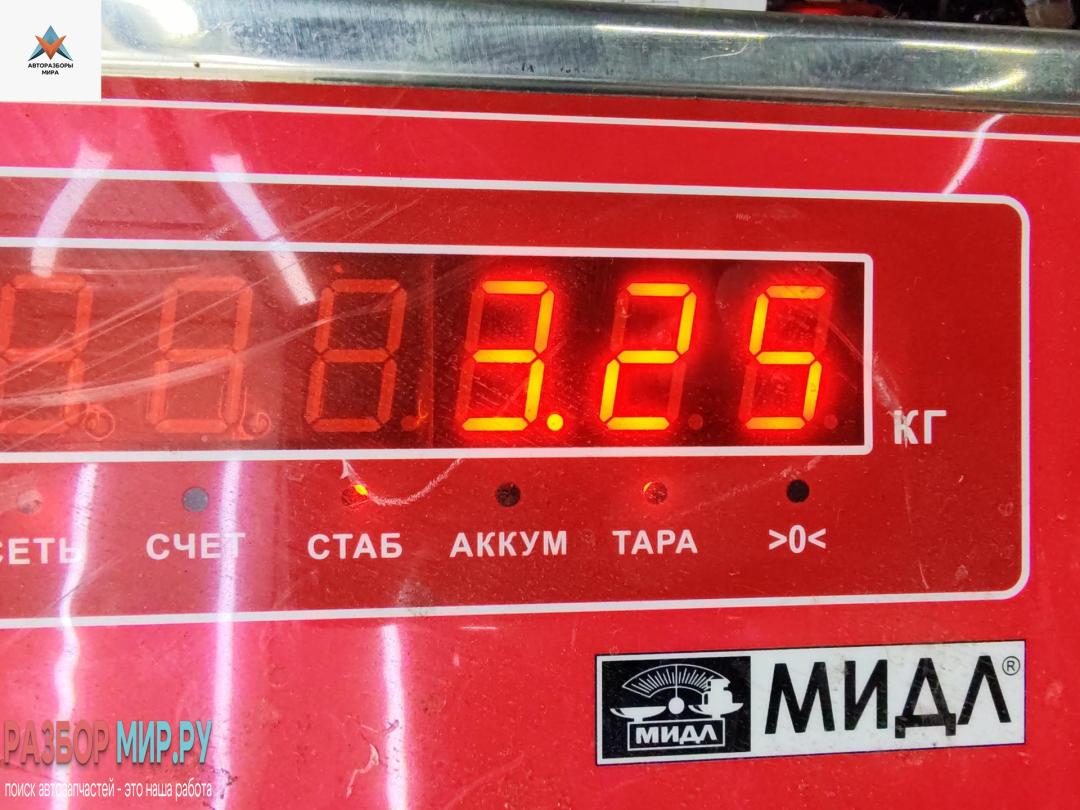 АВТОРАЗБОРЫ
МИРА
3.25
КГ
СЕТЬ СЧЕТ СТАБ АККУМ ТАРА >0<
МИДЛ МИДЛ®
РАЗБОР МИР.РУ
поиск автозапчастей - это наша работа